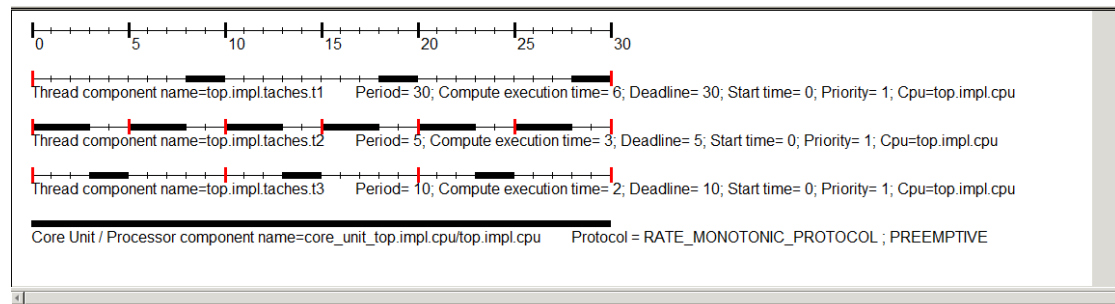 0 5 10 15 20 25 30
Thread component name=top.impl.taches.t1 Period= 30; Compute execution time= 6; Deadline= 30; Start time= 0; Priority= 1; Cpu=top.impl.cpu
Thread component name=top.impl.taches.t2 Period= 5; Compute execution time= 3; Deadline= 5; Start time= 0; Priority= 1; Cpu=top.impl.cpu
Thread component name=top.impl.taches.t3 Period= 10; Compute execution time= 2; Deadline= 10; Start time= 0; Priority= 1; Cpu=top.impl.cpu
Core Unit / Processor component name=core_unit_top.impl.cpu/top.impl.cpu Protocol = RATE_MONOTONIC_PROTOCOL ; PREEMPTIVE